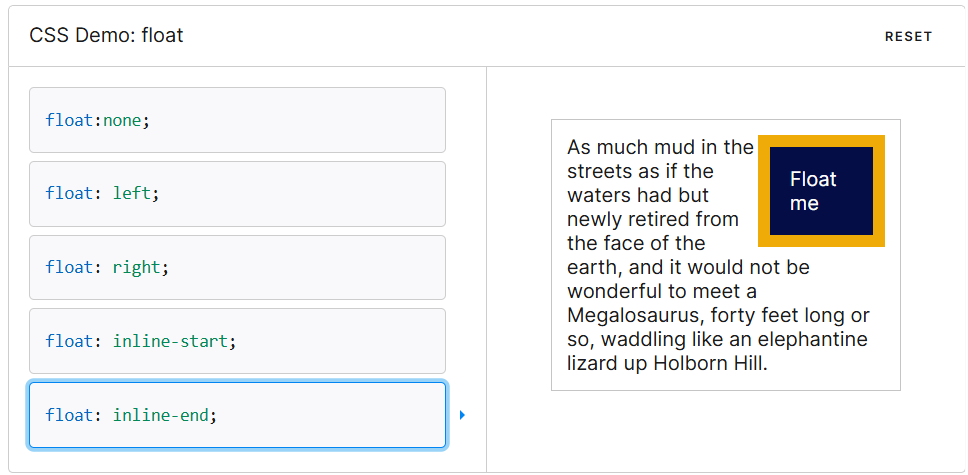 CSS Demo: float
RESET
float:none;
float: left;
float: right;
float: inline-start;
float: inline-end;
As much mud in the
streets as if the
waters had but
newly retired from
the face of the
earth, and it would not be
wonderful to meet a
Megalosaurus, forty feet long or
so, waddling like an elephantine
lizard up Holborn Hill.
Float
me